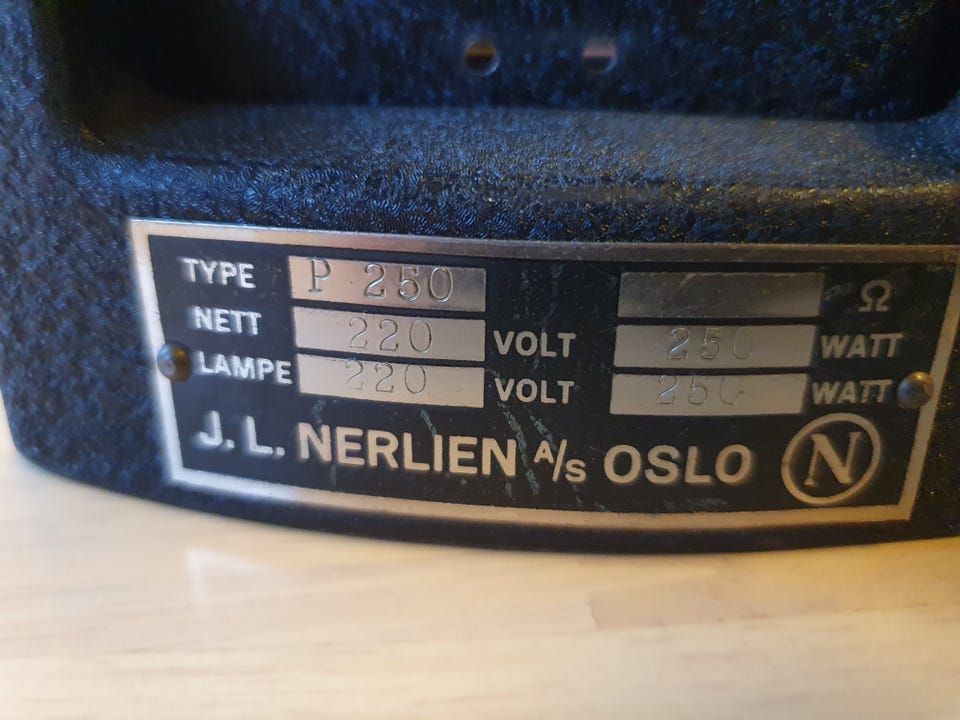 TYPE P 250 Ω
NETT 220 VOLT 250 WATT
LAMPE 220 VOLT 250 WATT
J. L. NERLIEN A/S OSLO N